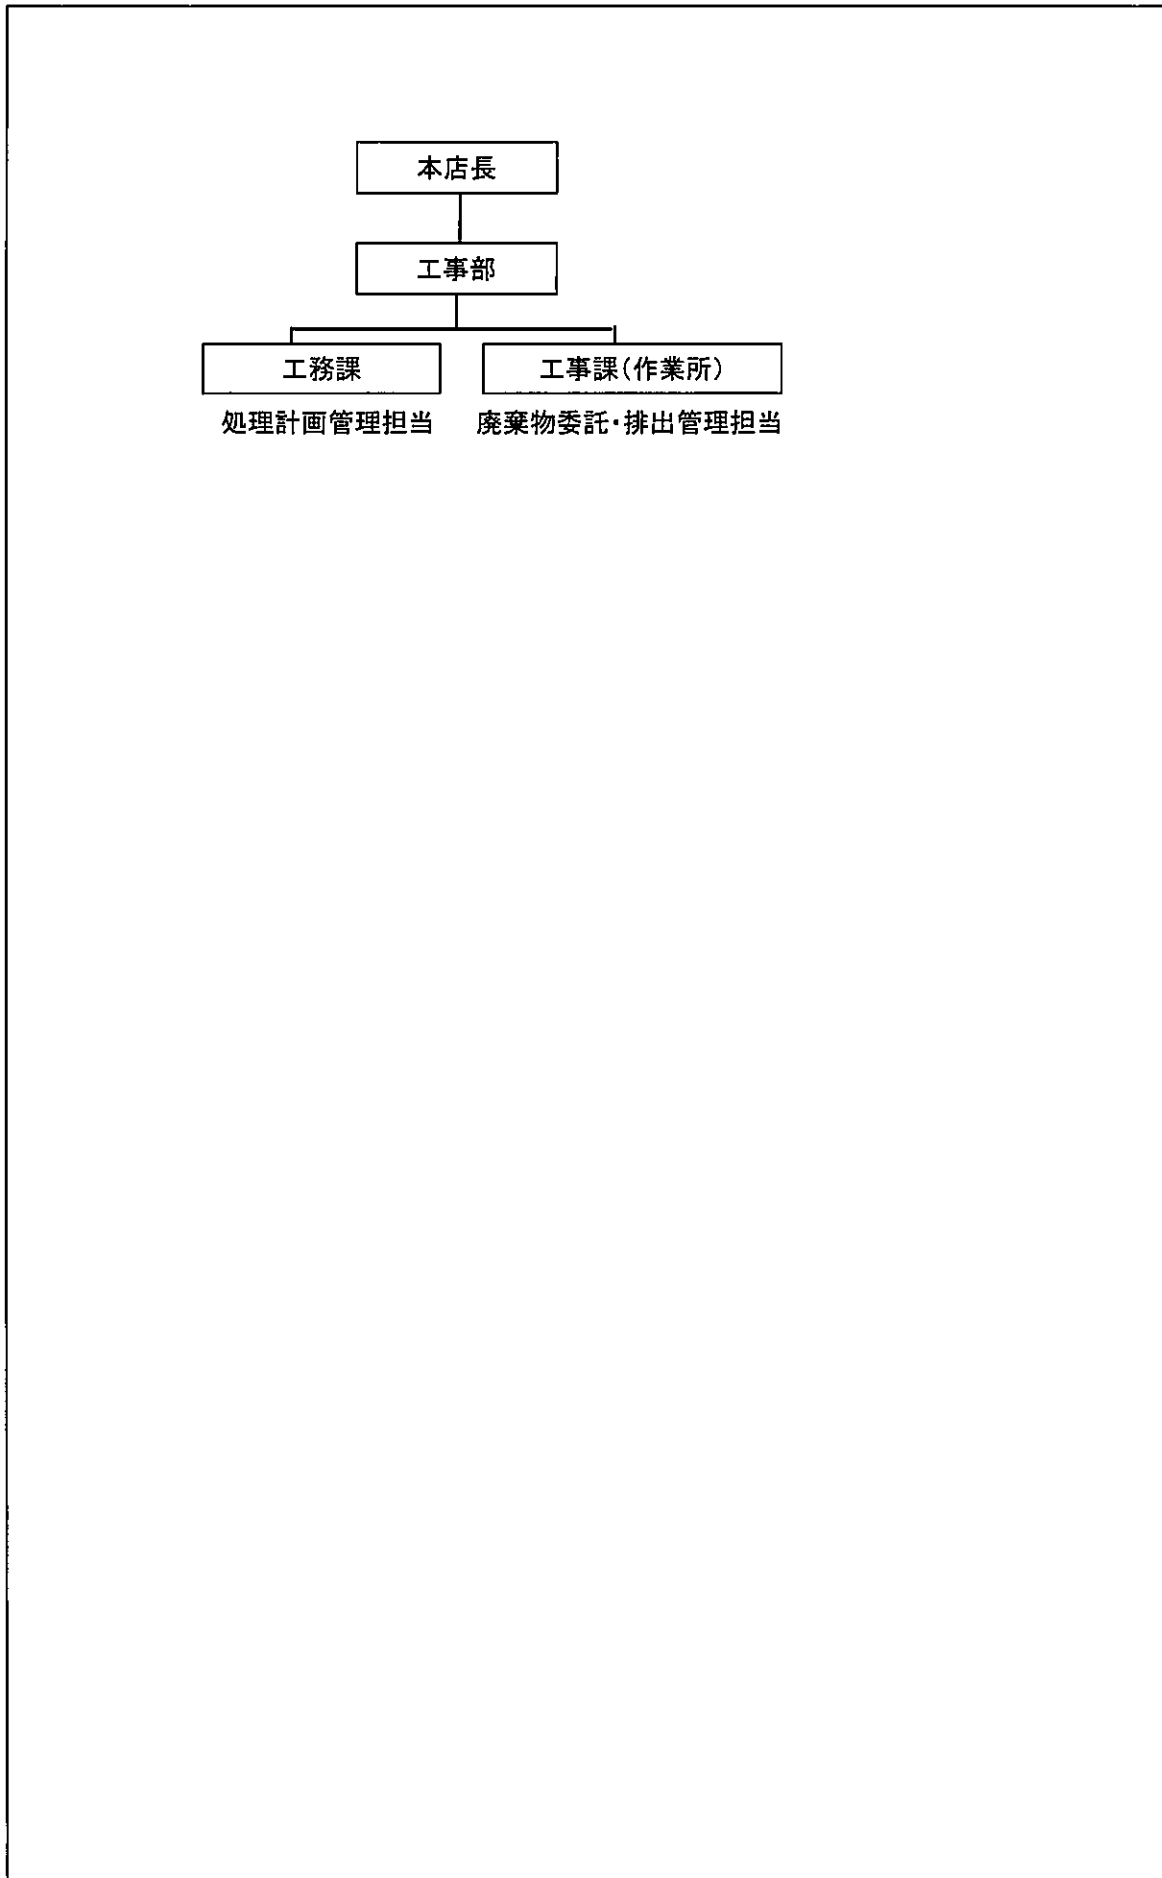 本店長
工事部
工務課
工事課(作業所)
処理計画管理担当
廃棄物委託・排出管理担当